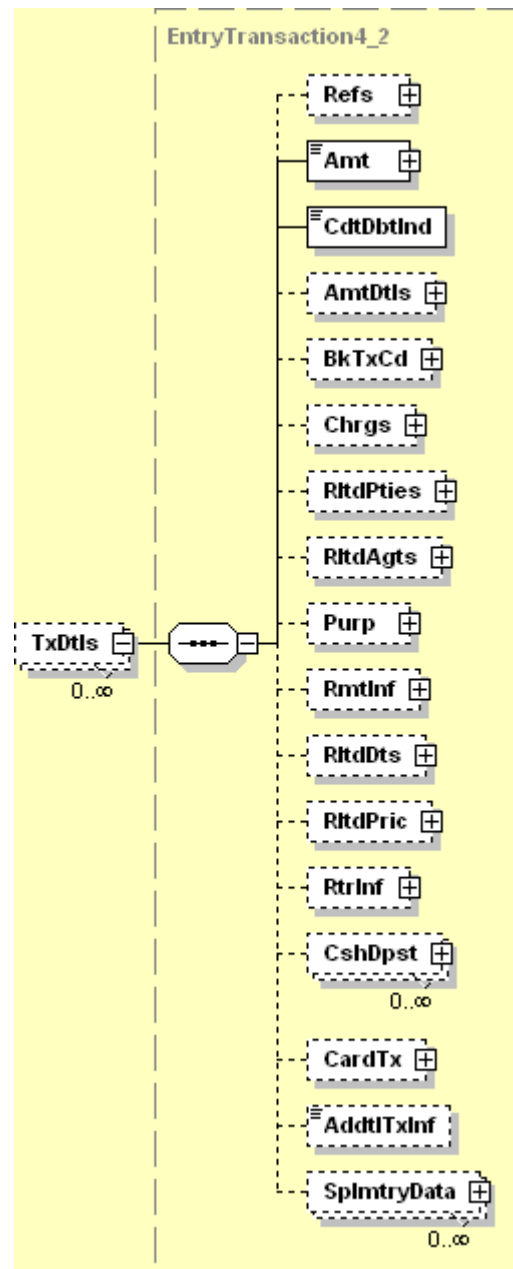 EntryTransaction4_2
Refs
Amt
CdtDbtInd
AmtDtls
BkTxCd
Chrgs
RltdPties
RltdAgts
Purp
TxDtls
0..∞
RmtInf
RltdDts
RltdPric
RtrInf
CshDpst
0..∞
CardTx
AddtlTxInf
SplmtryData
0..∞